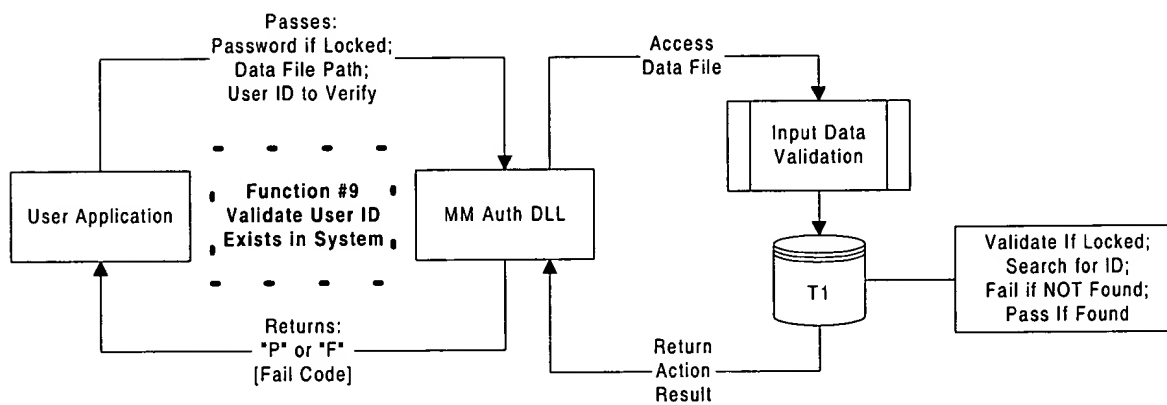 Passes:
Password if Locked;
Data File Path;
User ID to Verify
Access
Data File
Input Data
Validation
User Application
Function #9
Validate User ID
Exists in System
MM Auth DLL
T1
Validate If Locked;
Search for ID;
Fail if NOT Found;
Pass If Found
Returns:
"P" or "F"
[Fail Code]
Return
Action
Result